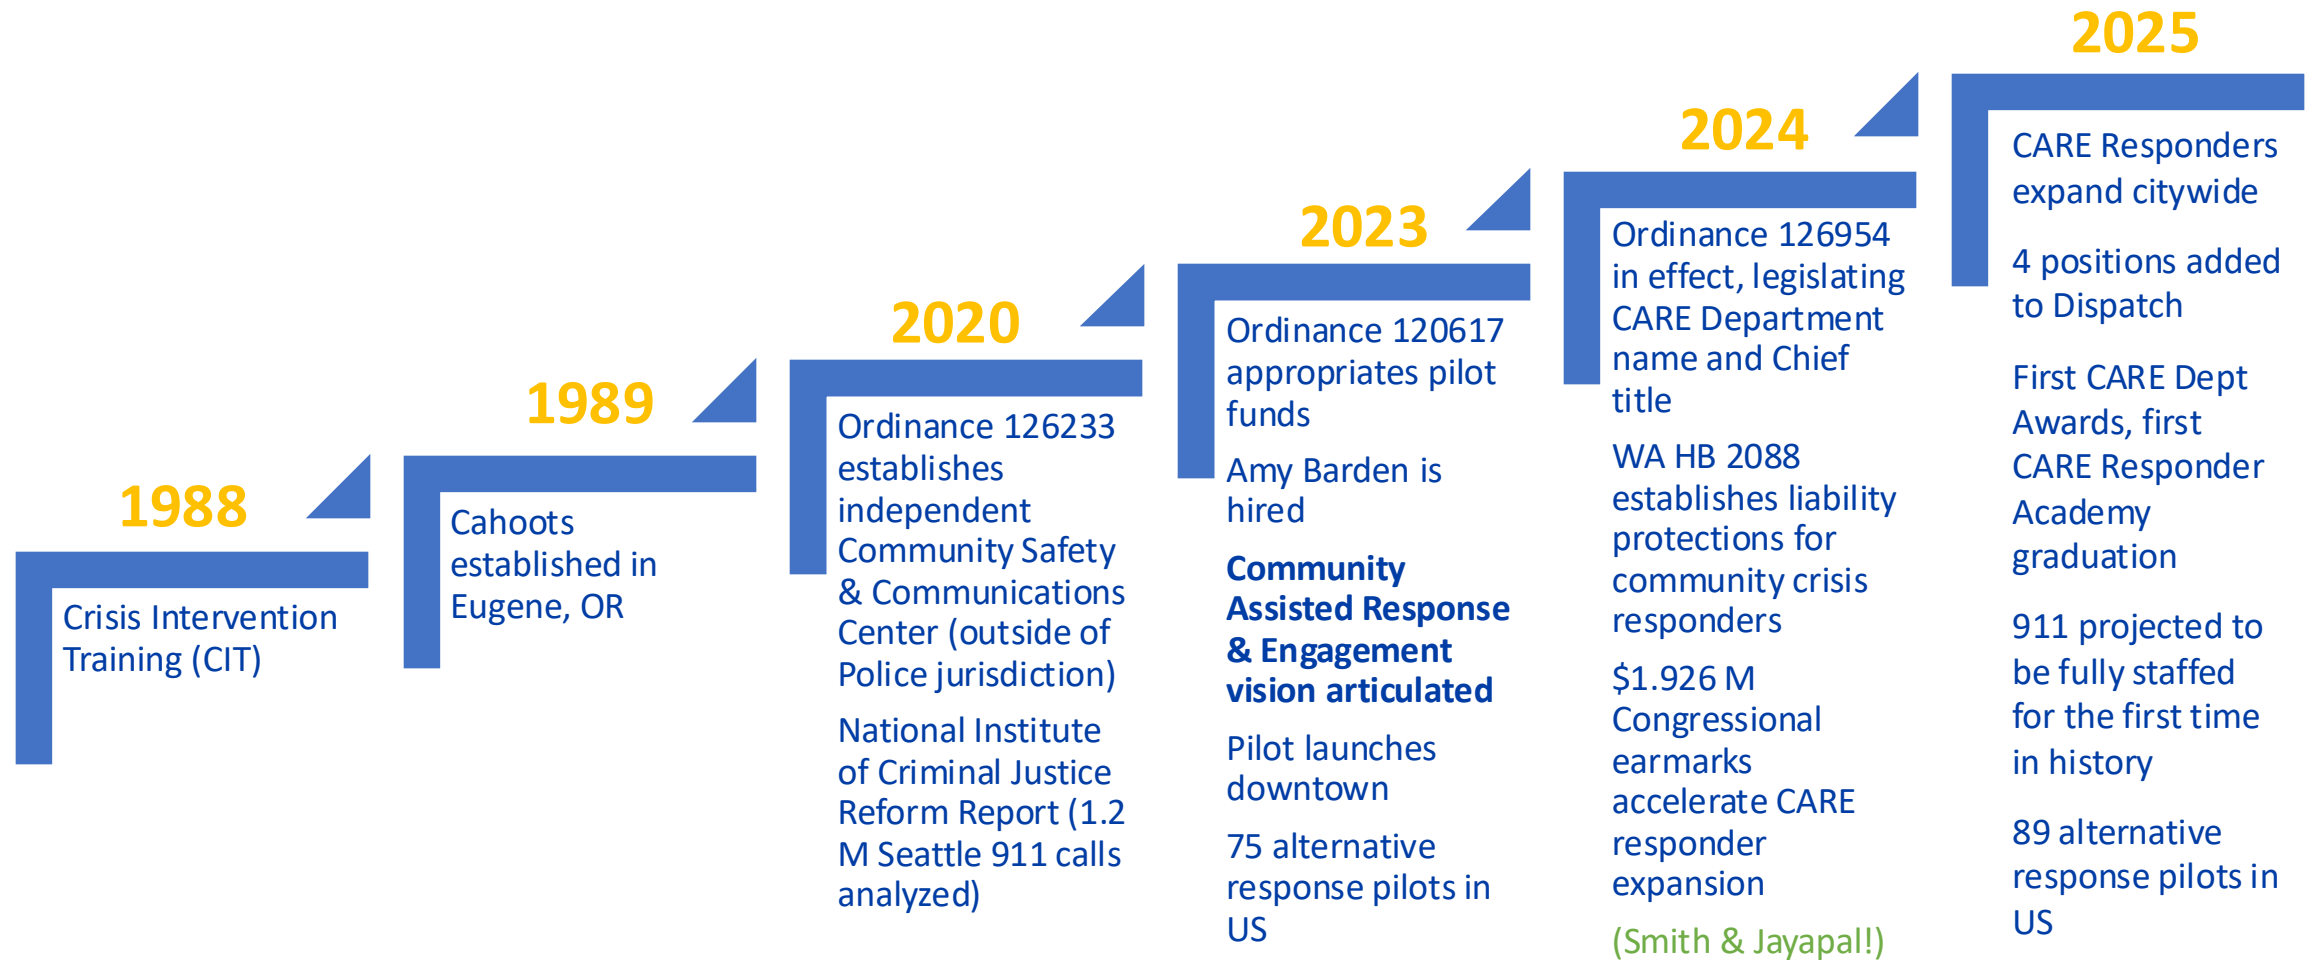 1988
Crisis Intervention
Training (CIT)
1989
Cahoots
established in
Eugene, OR
2020
Ordinance 126233
establishes
independent
Community Safety
& Communications
Center (outside of
Police jurisdiction)
National Institute
of Criminal Justice
Reform Report (1.2
M Seattle 911 calls
analyzed)
2023
Ordinance 120617
appropriates pilot
funds
Amy Barden is
hired
Community
Assisted Response
& Engagement
vision articulated
Pilot launches
downtown
75 alternative
response pilots in
US
2024
Ordinance 126954
in effect, legislating
CARE Department
name and Chief
title
WA HB 2088
establishes liability
protections for
community crisis
responders
$1.926 M
Congressional
earmarks
accelerate CARE
responder
expansion
(Smith & Jayapal!)
2025
CARE Responders
expand citywide
4 positions added
to Dispatch
First CARE Dept
Awards, first
CARE Responder
Academy
graduation
911 projected to
be fully staffed
for the first time
in history
89 alternative
response pilots in
US